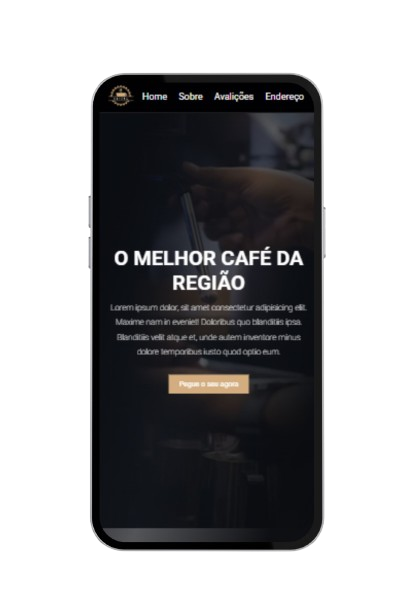 Home Sobre Avalições Endereço
O MELHOR CAFÉ DA
REGIÃO
Lorem ipsum dolor, sit amet consectetur adipisicing elit.
Maxime nam in eveniet! Doloribus quo blanditiis ipsa.
Blanditiis velit atque et, unde autem inventore minus
dolore temporibus iusto quod optio eum.
Pegue o seu agora